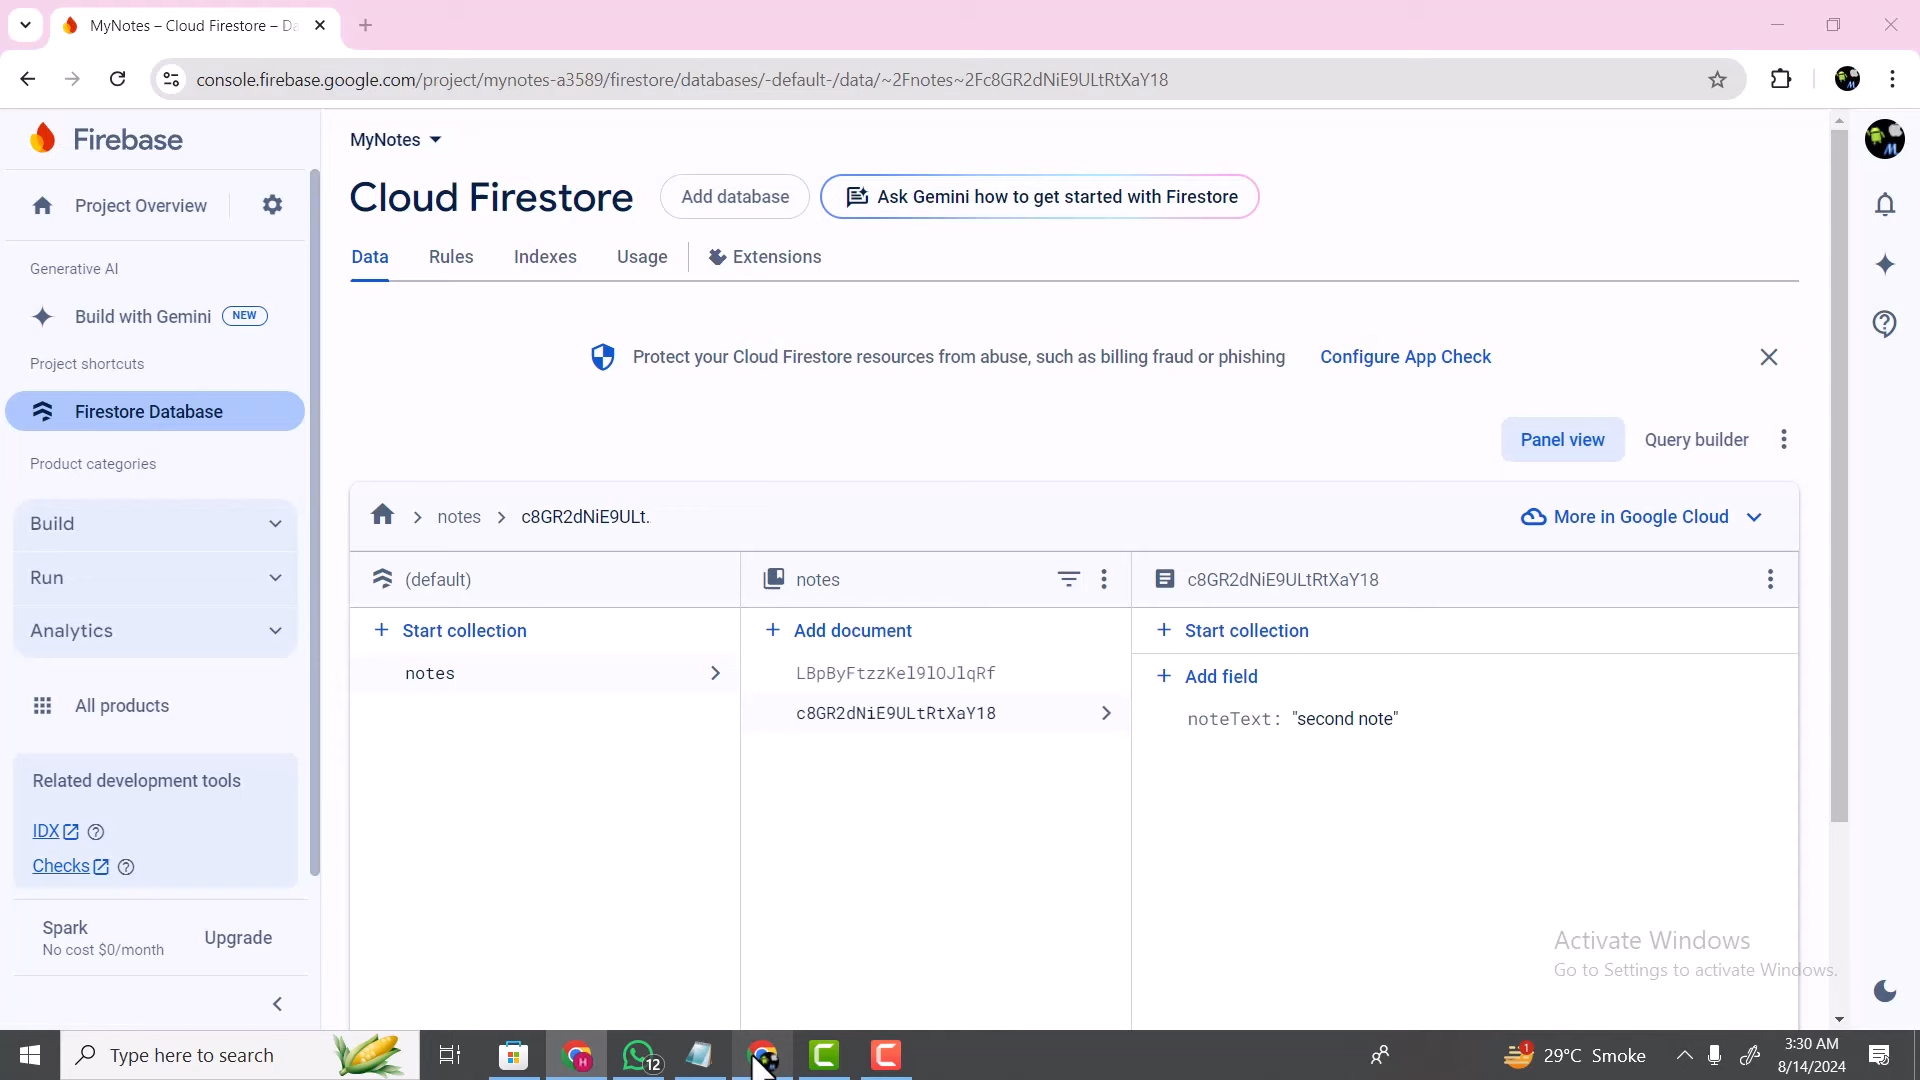 MyNotes – Cloud Firestore – Da
console.firebase.google.com/project/mynotes-a3589/firestore/databases/-default-/data/~2Fnotes~2Fc8GR2dNiE9ULtRtXaY18
Firebase
MyNotes
Project Overview
Cloud Firestore
Add database
Ask Gemini how to get started with Firestore
Data
Rules
Indexes
Usage
Extensions
Generative AI
Build with Gemini
NEW
Project shortcuts
Protect your Cloud Firestore resources from abuse, such as billing fraud or phishing
Configure App Check
Firestore Database
Panel view
Query builder
Product categories
Build
notes
c8GR2dNiE9ULt.
More in Google Cloud
Run
(default)
notes
c8GR2dNiE9ULtRtXaY18
Analytics
Start collection
Add document
Start collection
notes
LBpByFtzzKel9lOJlqRf
Add field
c8GR2dNiE9ULtRtXaY18
noteText: "second note"
All products
Related development tools
IDX
Checks
Spark
No cost $0/month
Upgrade
Activate Windows
Go to Settings to activate Windows.
Type here to search
H
12
M
1
29°C Smoke
3:30 AM
8/14/2024